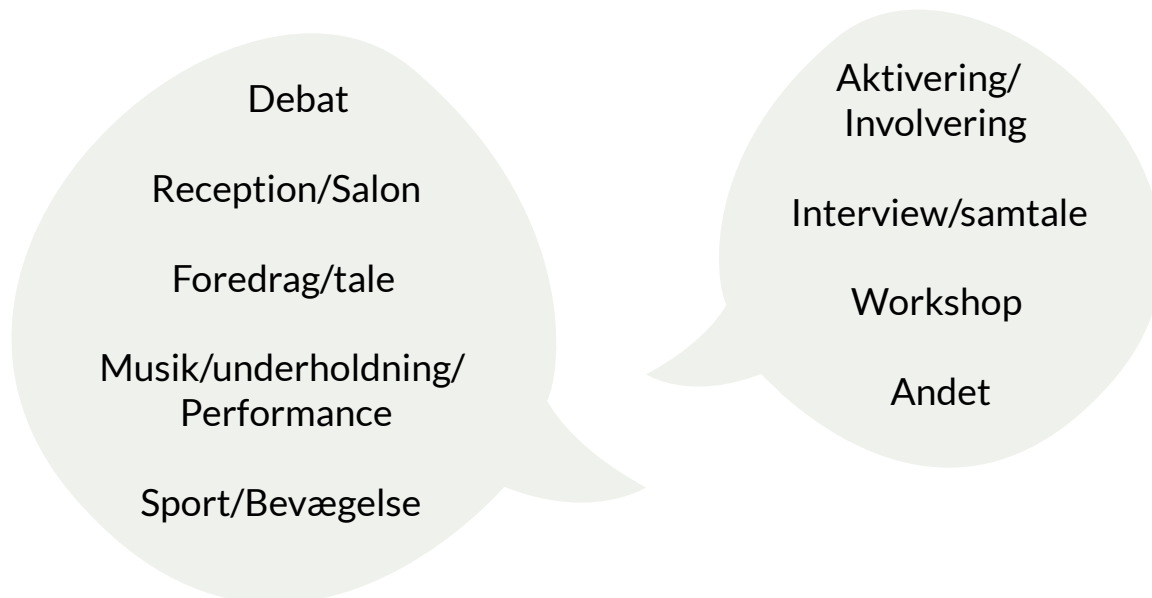 Debat
Reception/Salon
Foredrag/tale
Musik/underholdning/
Performance
Sport/Bevægelse
Aktivering/
Involvering
Interview/samtale
Workshop
Andet